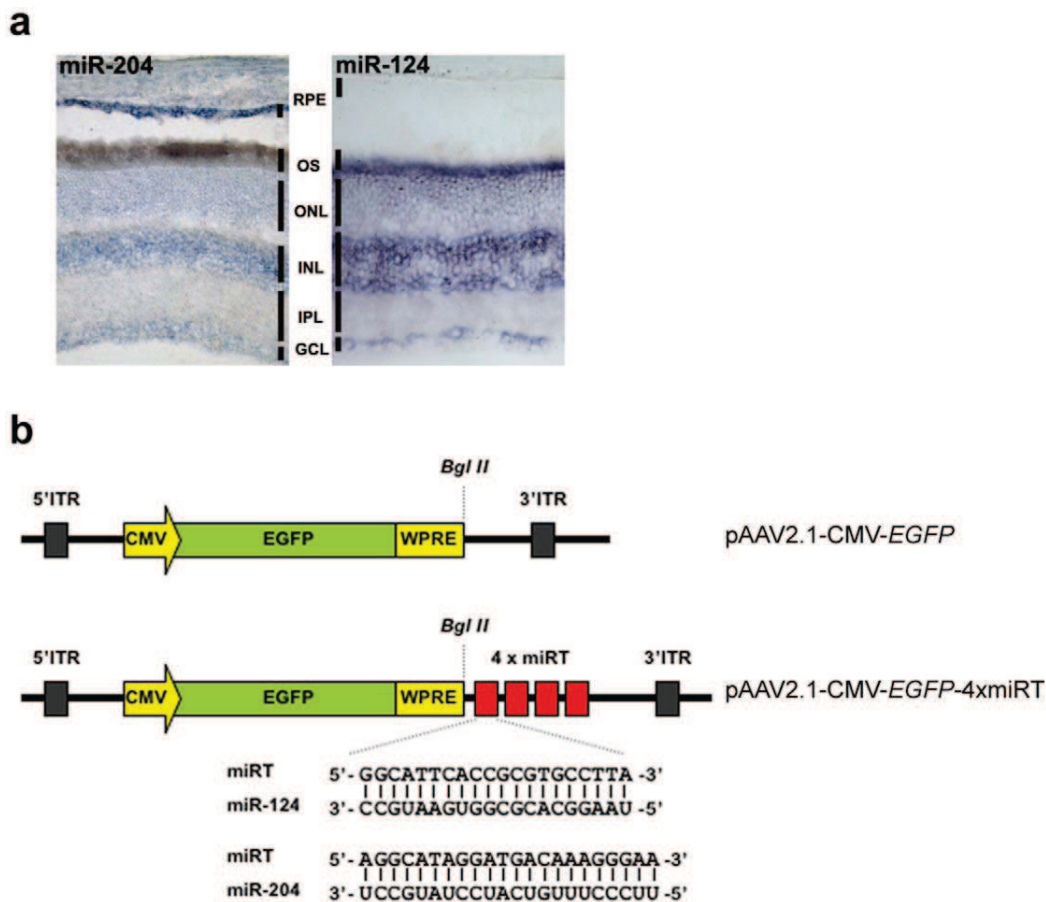 a
miR-204
miR-124
RPE
OS
ONL
INL
IPL
GCL
b
Bgl II
5'ITR
3'ITR
CMV
EGFP
WPRE
pAAV2.1-CMV-EGFP
Bgl II
5'ITR
4 x miRT
3'ITR
CMV
EGFP
WPRE
pAAV2.1-CMV-EGFP-4xmiRT
miRT 5'- GGCATTCACCGCGTGCCTTA -3'
miR-124 3'- CCGUAAGUGGCGCACGGAAU -5'
miRT 5'- AGGCATAGGATGACAAAGGGAA -3'
miR-204 3'- UCCGUAUCCUACUGUUUCCCUU -5'